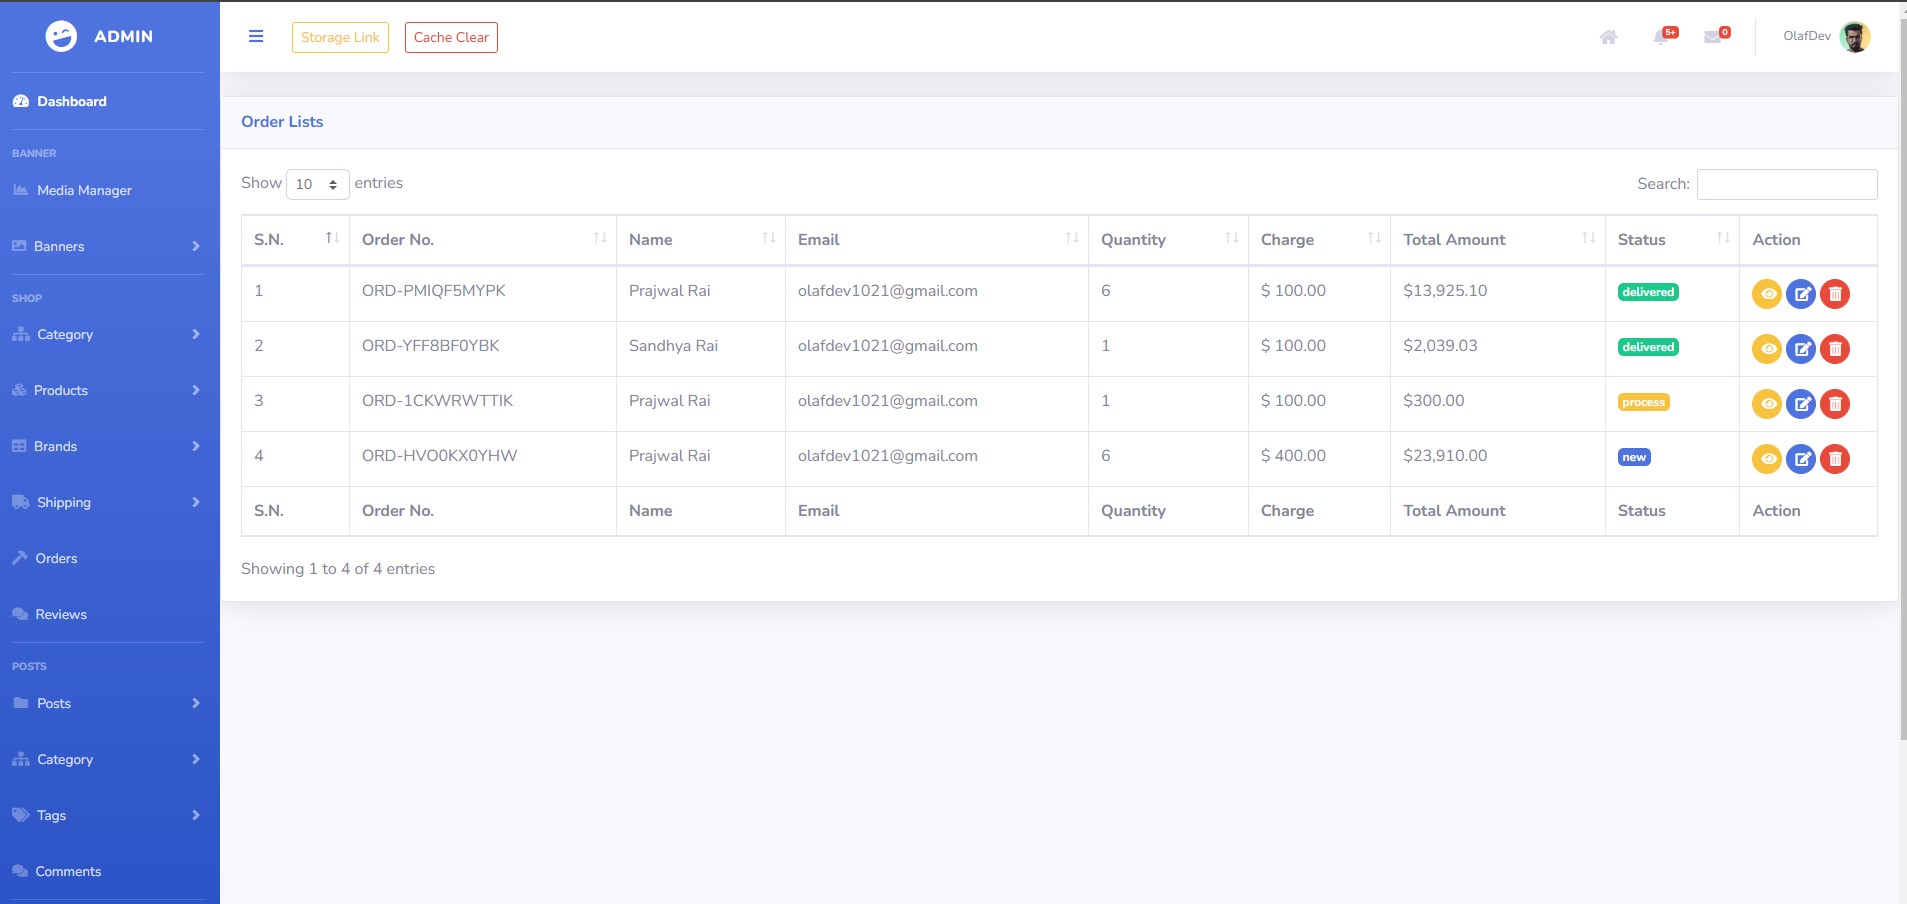 ADMIN
Dashboard
BANNER
Media Manager
Banners
SHOP
Category
Products
Brands
Shipping
Orders
Reviews
POSTS
Posts
Category
Tags
Comments
Storage Link Cache Clear 5+ 0 OlafDev
Order Lists
Show 10 entries Search:
S.N. Order No. Name Email Quantity Charge Total Amount Status Action
1 ORD-PMIQF5MYPK Prajwal Rai olafdev1021@gmail.com 6 $ 100.00 $13,925.10 delivered
2 ORD-YFF8BF0YBK Sandhya Rai olafdev1021@gmail.com 1 $ 100.00 $2,039.03 delivered
3 ORD-1CKWRWTTIK Prajwal Rai olafdev1021@gmail.com 1 $ 100.00 $300.00 process
4 ORD-HVO0KX0YHW Prajwal Rai olafdev1021@gmail.com 6 $ 400.00 $23,910.00 new
S.N. Order No. Name Email Quantity Charge Total Amount Status Action
Showing 1 to 4 of 4 entries